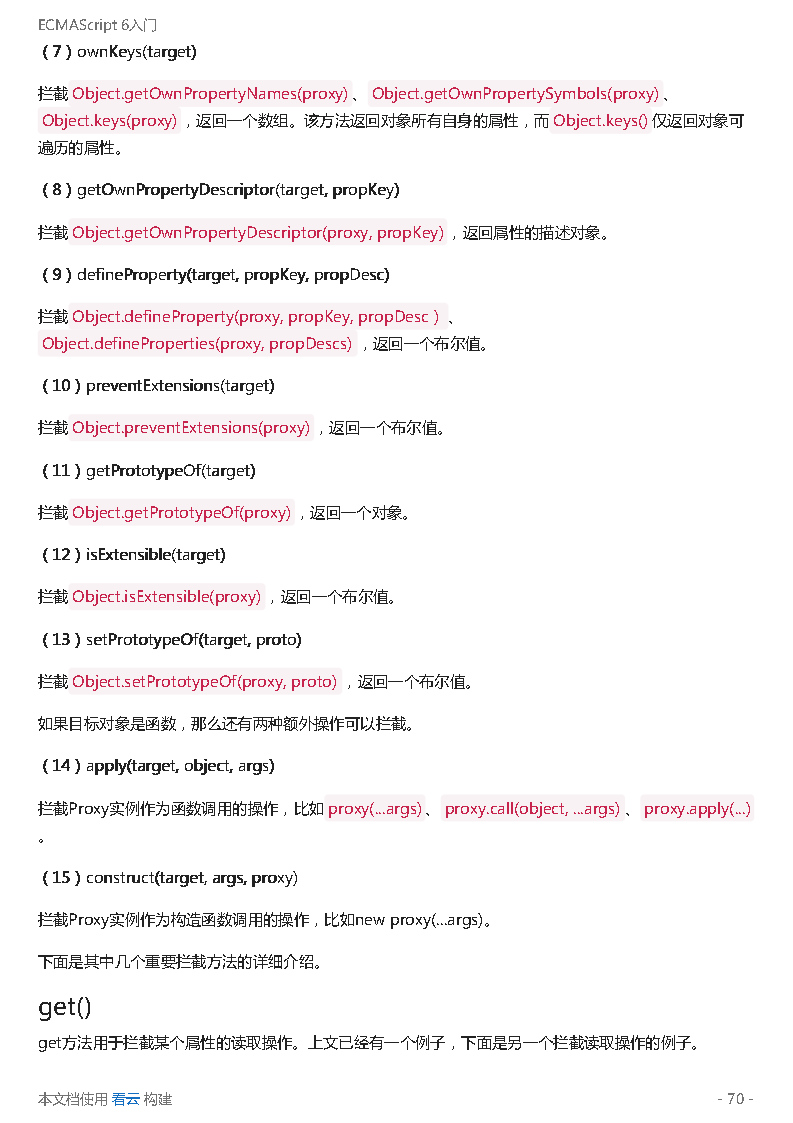 ECMAScript 6入门
（7）ownKeys(target)
拦截 Object.getOwnPropertyNames(proxy) 、 Object.getOwnPropertySymbols(proxy) 、
Object.keys(proxy) ，返回一个数组。该方法返回对象所有自身的属性，而 Object.keys() 仅返回对象可
遍历的属性。
（8）getOwnPropertyDescriptor(target, propKey)
拦截 Object.getOwnPropertyDescriptor(proxy, propKey) ，返回属性的描述对象。
（9）defineProperty(target, propKey, propDesc)
拦截 Object.defineProperty(proxy, propKey, propDesc ) 、
Object.defineProperties(proxy, propDescs) ，返回一个布尔值。
（10）preventExtensions(target)
拦截 Object.preventExtensions(proxy) ，返回一个布尔值。
（11）getPrototypeOf(target)
拦截 Object.getPrototypeOf(proxy) ，返回一个对象。
（12）isExtensible(target)
拦截 Object.isExtensible(proxy) ，返回一个布尔值。
（13）setPrototypeOf(target, proto)
拦截 Object.setPrototypeOf(proxy, proto) ，返回一个布尔值。
如果目标对象是函数，那么还有两种额外操作可以拦截。
（14）apply(target, object, args)
拦截Proxy实例作为函数调用的操作，比如 proxy(...args) 、 proxy.call(object, ...args) 、 proxy.apply(...)
。
（15）construct(target, args, proxy)
拦截Proxy实例作为构造函数调用的操作，比如new proxy(...args)。
下面是其中几个重要拦截方法的详细介绍。
get()
get方法用于拦截某个属性的读取操作。上文已经有一个例子，下面是另一个拦截读取操作的例子。
本文档使用 看云 构建
- 70 -